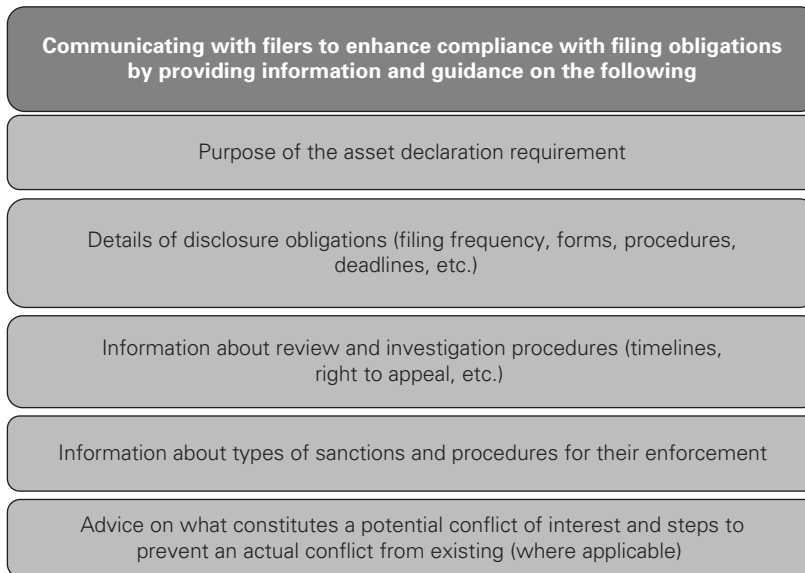 Communicating with filers to enhance compliance with filing obligations
by providing information and guidance on the following
Purpose of the asset declaration requirement
Details of disclosure obligations (filing frequency, forms, procedures,
deadlines, etc.)
Information about review and investigation procedures (timelines,
right to appeal, etc.)
Information about types of sanctions and procedures for their enforcement
Advice on what constitutes a potential conflict of interest and steps to
prevent an actual conflict from existing (where applicable)